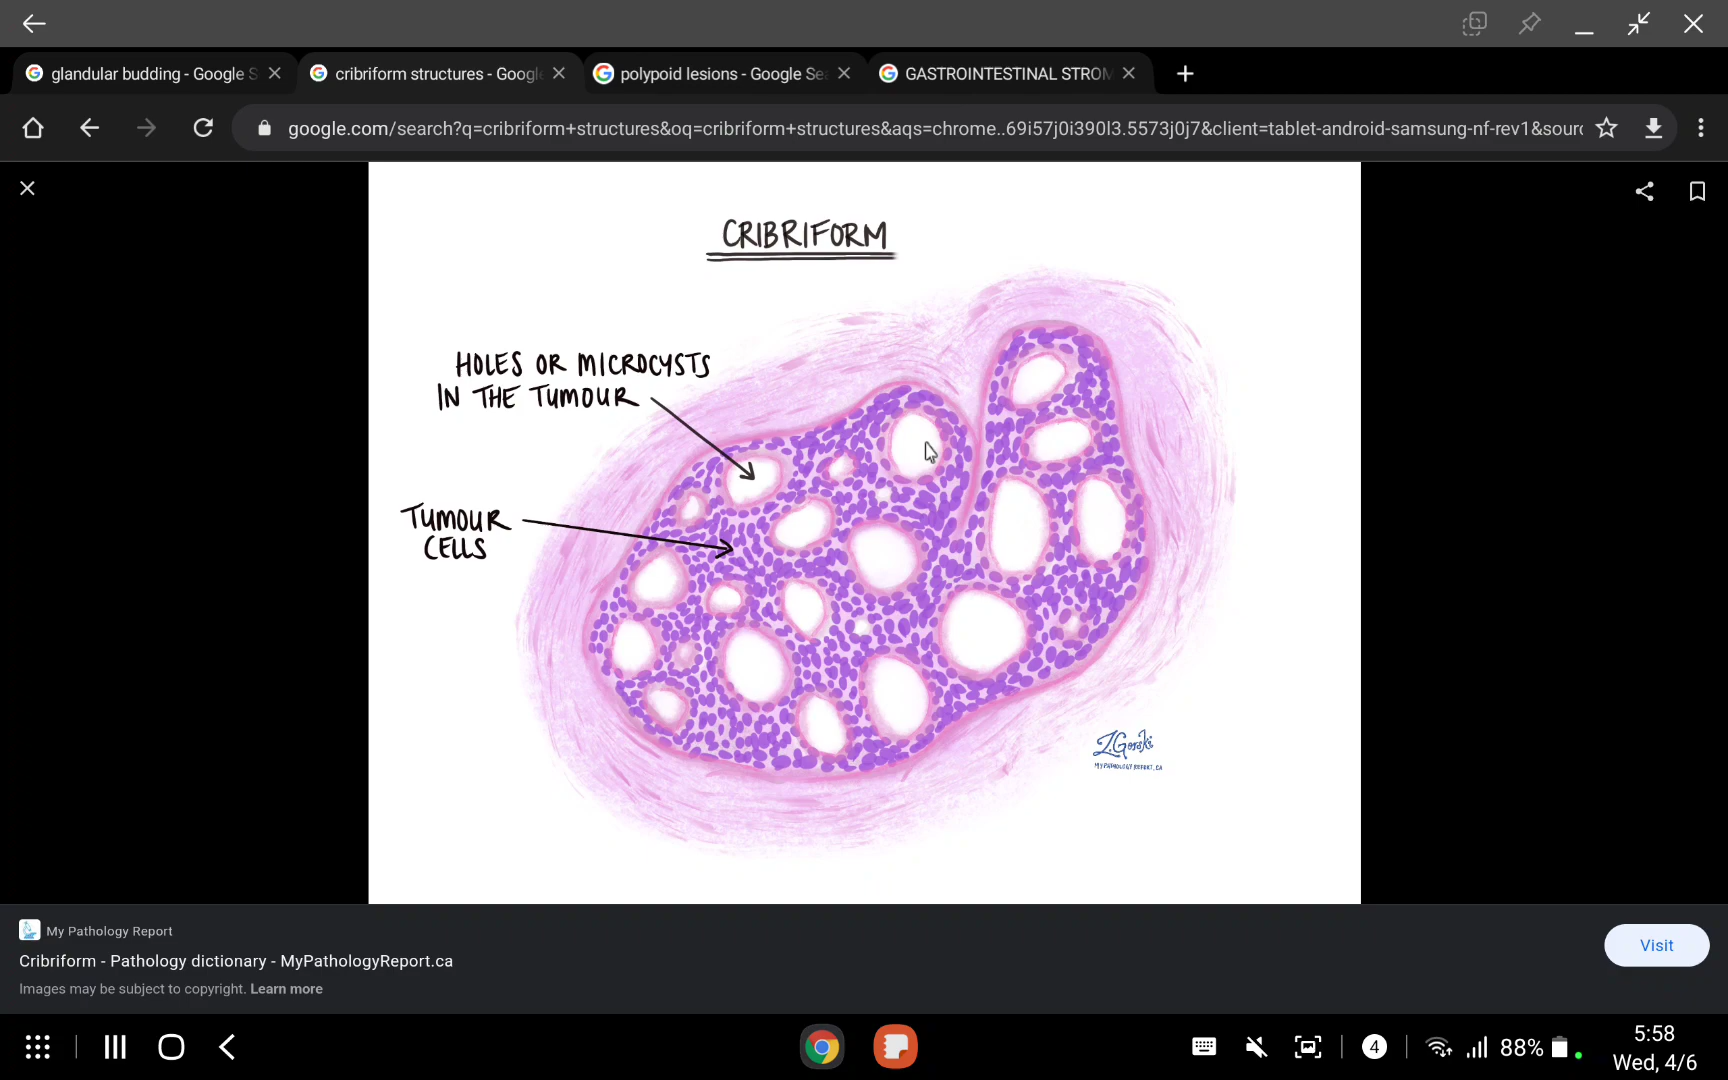 glandular budding - Google S
cribriform structures - Googl
polypoid lesions - Google Se
GASTROINTESTINAL STROM
google.com/search?q=cribriform+structures&oq=cribriform+structures&aqs=chrome..69i57j0i390l3.5573j0j7&client=tablet-android-samsung-nf-rev1&sourc
CRIBRIFORM
HOLES OR MICROCYSTS
IN THE TUMOUR
TUMOUR
CELLS
Z.Gorski
MYPATHOLOGYREPORT.CA
My Pathology Report
Cribriform - Pathology dictionary - MyPathologyReport.ca
Images may be subject to copyright. Learn more
Visit
4
88%
5:58
Wed, 4/6